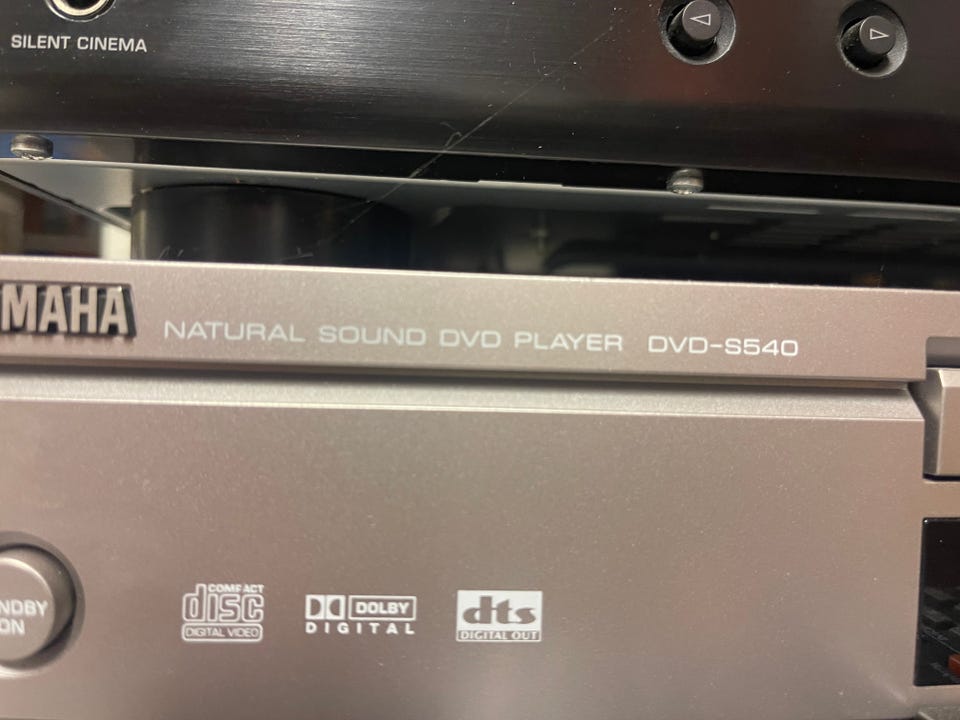 SILENT CINEMA
MAHA
NATURAL SOUND DVD PLAYER DVD-S540
NDBY
ON
COMPACT
disc
DIGITAL VIDEO
DOLBY
DIGITAL
dts
DIGITAL OUT